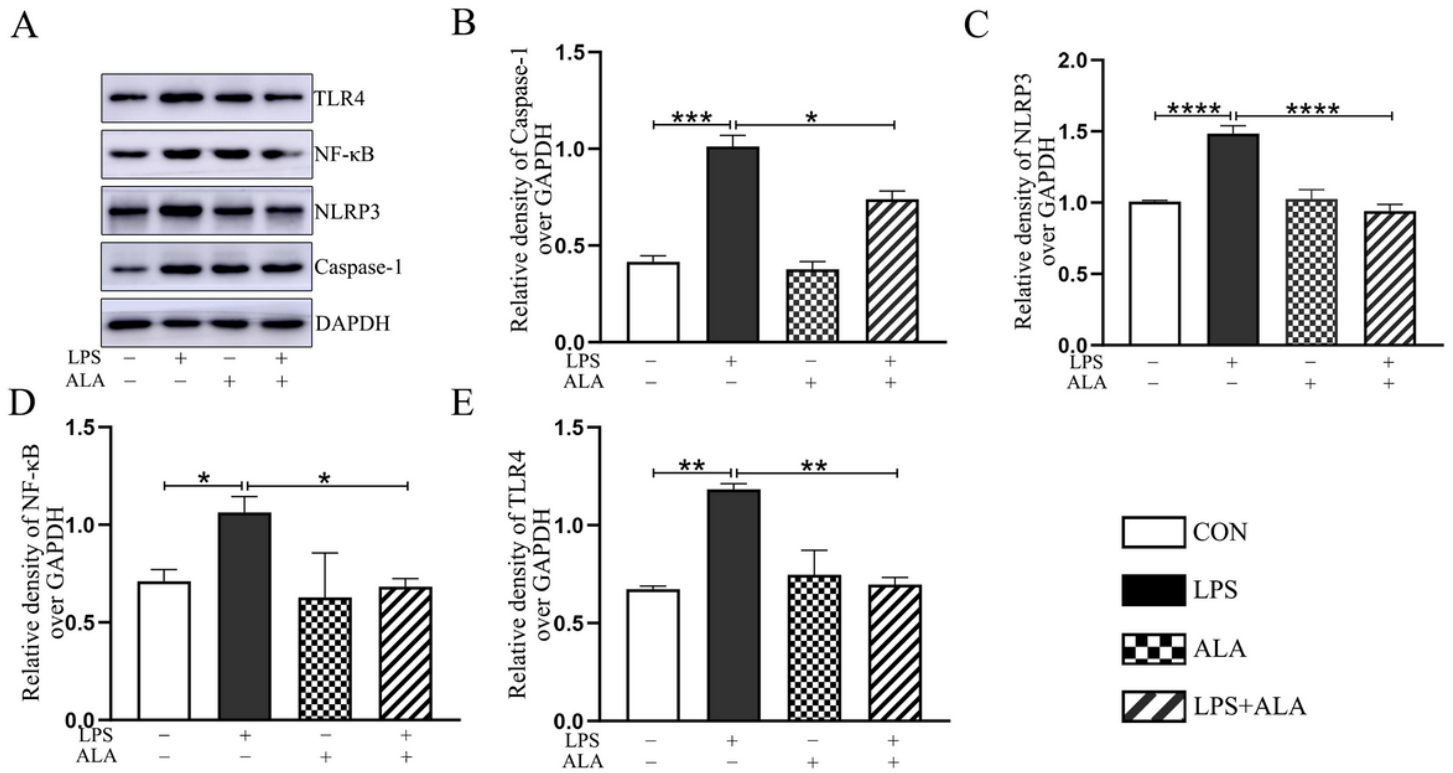 A
TLR4
NF-κB
NLRP3
Caspase-1
DAPDH
LPS – + – +
ALA – – + +
B
Relative density of Caspase-1
over GAPDH
1.5
1.0
0.5
0.0
*** *
LPS – + – +
ALA – – + +
C
Relative density of NLRP3
over GAPDH
2.0
1.5
1.0
0.5
0.0
**** ****
LPS – + – +
ALA – – + +
D
Relative density of NF-κB
over GAPDH
1.5
1.0
0.5
0.0
* *
LPS – + – +
ALA – – + +
E
Relative density of TLR4
over GAPDH
1.5
1.0
0.5
0.0
** **
LPS – + – +
ALA – – + +
CON
LPS
ALA
LPS+ALA